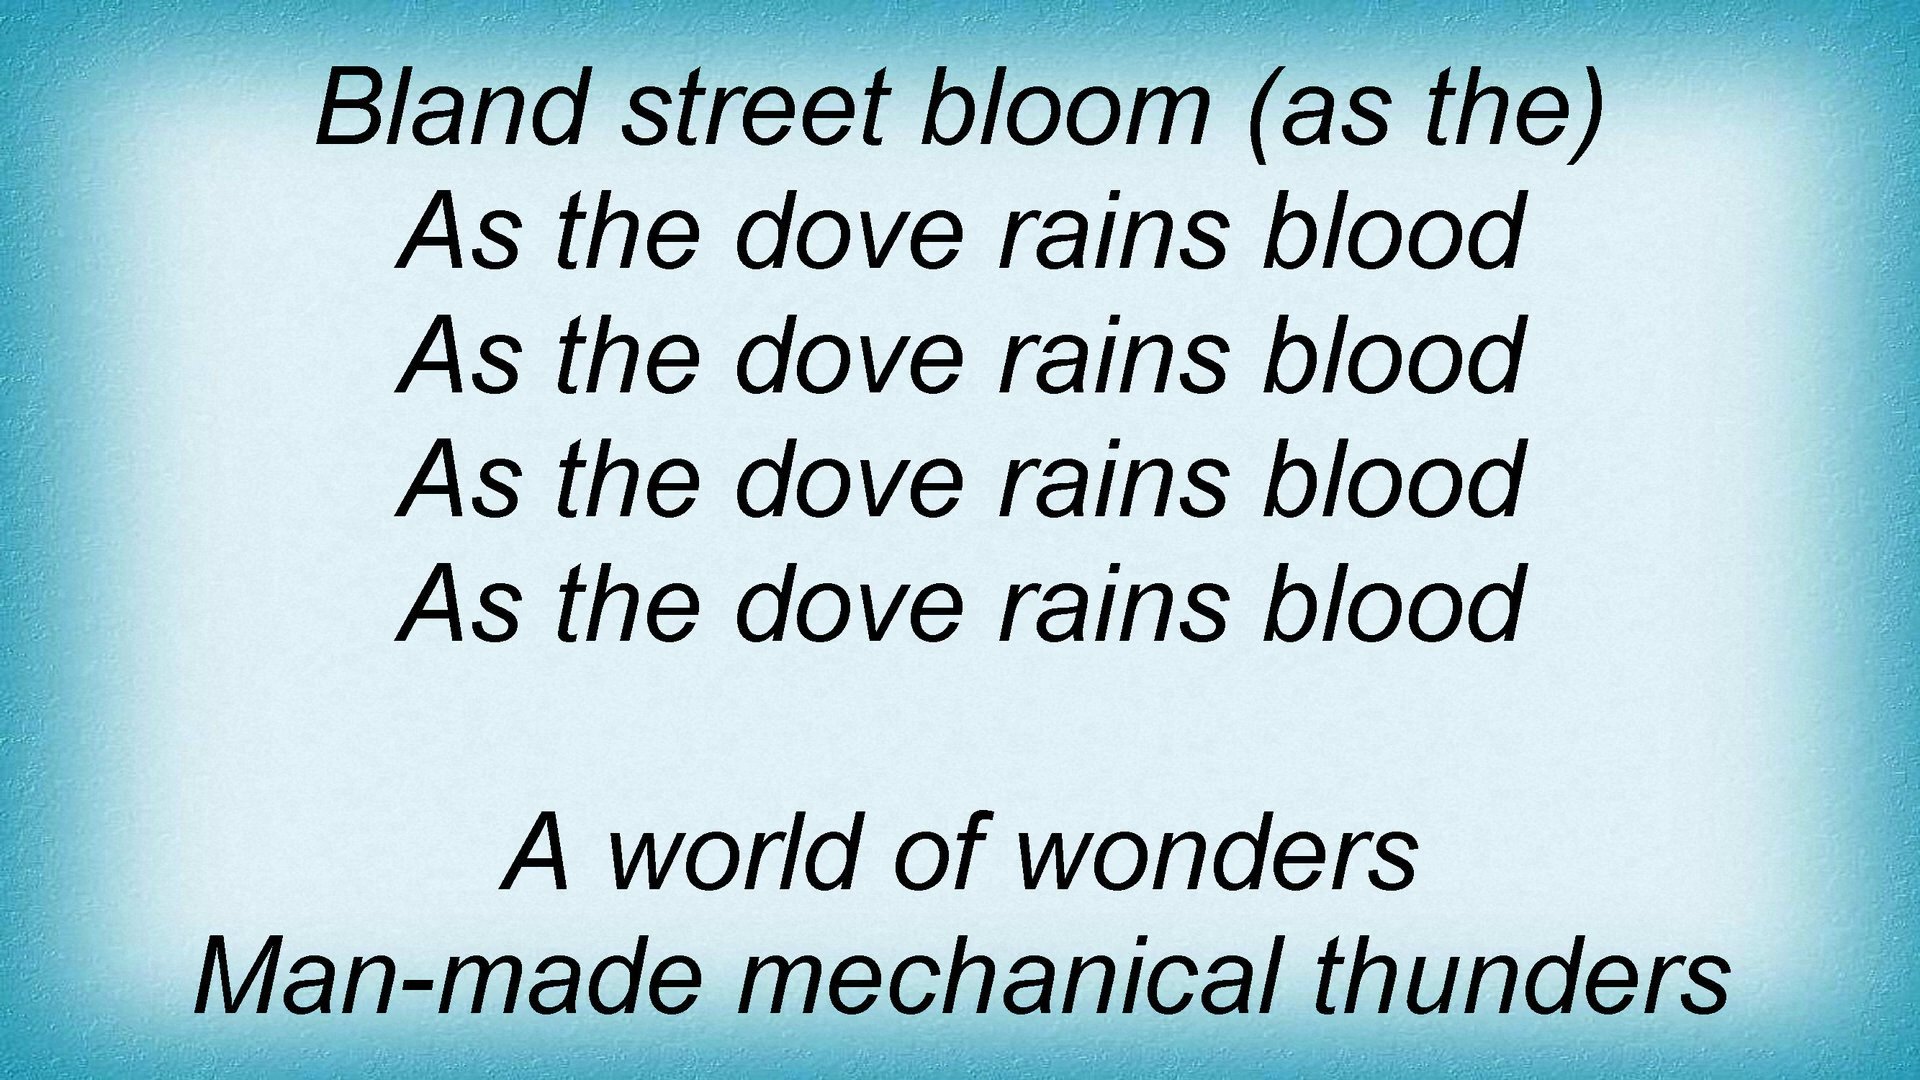 Bland street bloom (as the)
As the dove rains blood
As the dove rains blood
As the dove rains blood
As the dove rains blood
A world of wonders
Man-made mechanical thunders